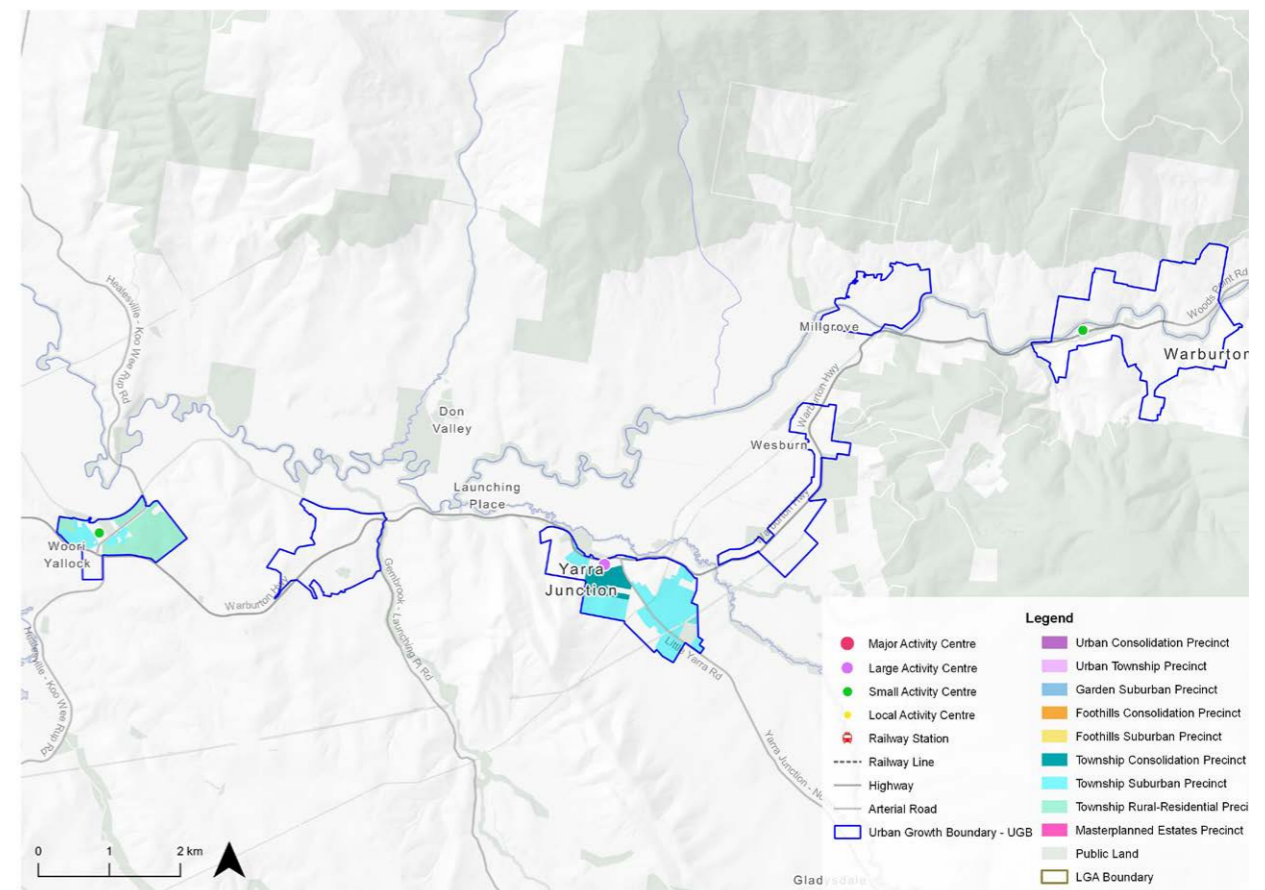 Healesville - Koo Wee Rup Rd
Woods Point Rd
Millgrove
Warburton
Warburton Hwy
Don
Valley
Wesburn
Launching
Place
Warburton Hwy
Woori
Yallock
Yarra
Junction
Warburton Hwy
Gembrook - Launching Pl Rd
Healesville - Koo Wee Rup Rd
Little Yarra Rd
Yarra Junction - No
Gladysdale
0 1 2 km
Legend
Major Activity Centre
Large Activity Centre
Small Activity Centre
Local Activity Centre
Railway Station
Railway Line
Highway
Arterial Road
Urban Growth Boundary - UGB
Urban Consolidation Precinct
Urban Township Precinct
Garden Suburban Precinct
Foothills Consolidation Precinct
Foothills Suburban Precinct
Township Consolidation Precinct
Township Suburban Precinct
Township Rural-Residential Preci
Masterplanned Estates Precinct
Public Land
LGA Boundary